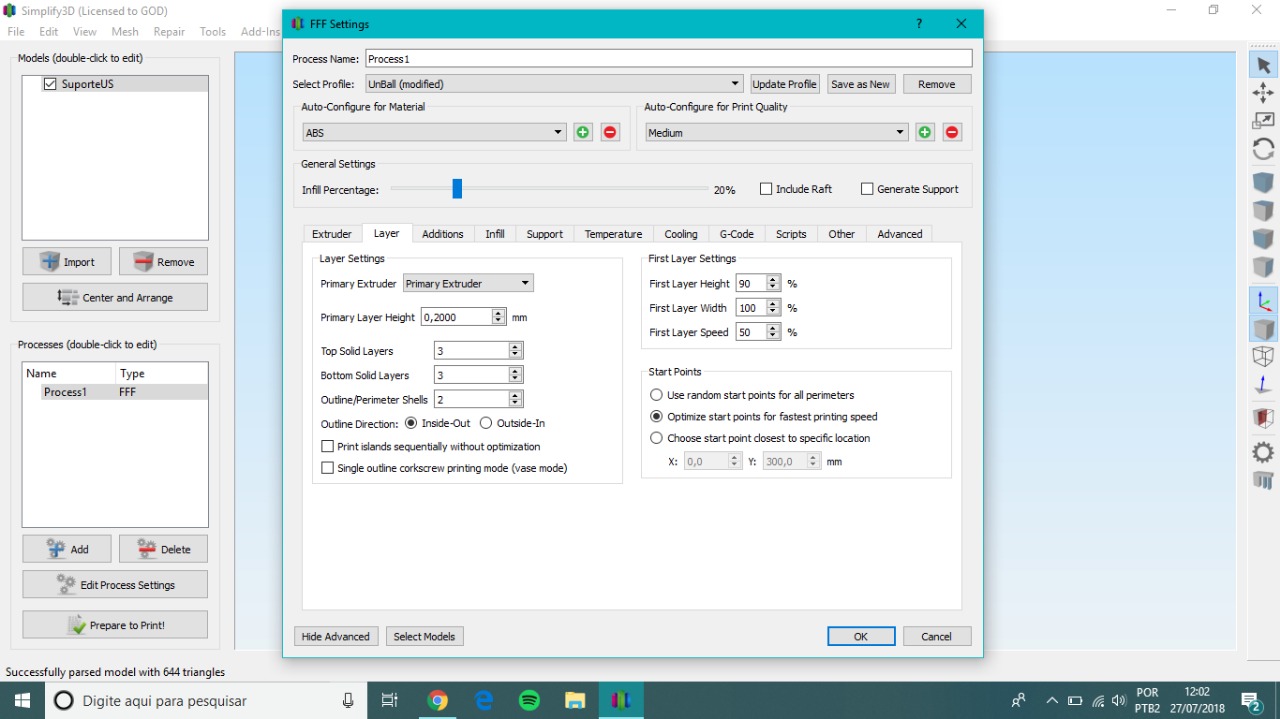 Simplify3D (Licensed to GOD)
File Edit View Mesh Repair Tools Add-Ins
Models (double-click to edit)
SuporteUS
Import Remove
Center and Arrange
Processes (double-click to edit)
Name Type
Process1 FFF
Add Delete
Edit Process Settings
Prepare to Print!
Successfully parsed model with 644 triangles
FFF Settings ?
Process Name: Process1
Select Profile: UnBall (modified) Update Profile Save as New Remove
Auto-Configure for Material
ABS
Auto-Configure for Print Quality
Medium
General Settings
Infill Percentage: 20% Include Raft Generate Support
Extruder Layer Additions Infill Support Temperature Cooling G-Code Scripts Other Advanced
Layer Settings
Primary Extruder Primary Extruder
Primary Layer Height 0,2000 mm
Top Solid Layers 3
Bottom Solid Layers 3
Outline/Perimeter Shells 2
Outline Direction: Inside-Out Outside-In
Print islands sequentially without optimization
Single outline corkscrew printing mode (vase mode)
First Layer Settings
First Layer Height 90 %
First Layer Width 100 %
First Layer Speed 50 %
Start Points
Use random start points for all perimeters
Optimize start points for fastest printing speed
Choose start point closest to specific location
X: 0,0 Y: 300,0 mm
Hide Advanced Select Models OK Cancel
Digite aqui para pesquisar
POR
PTB2
12:02
27/07/2018
2